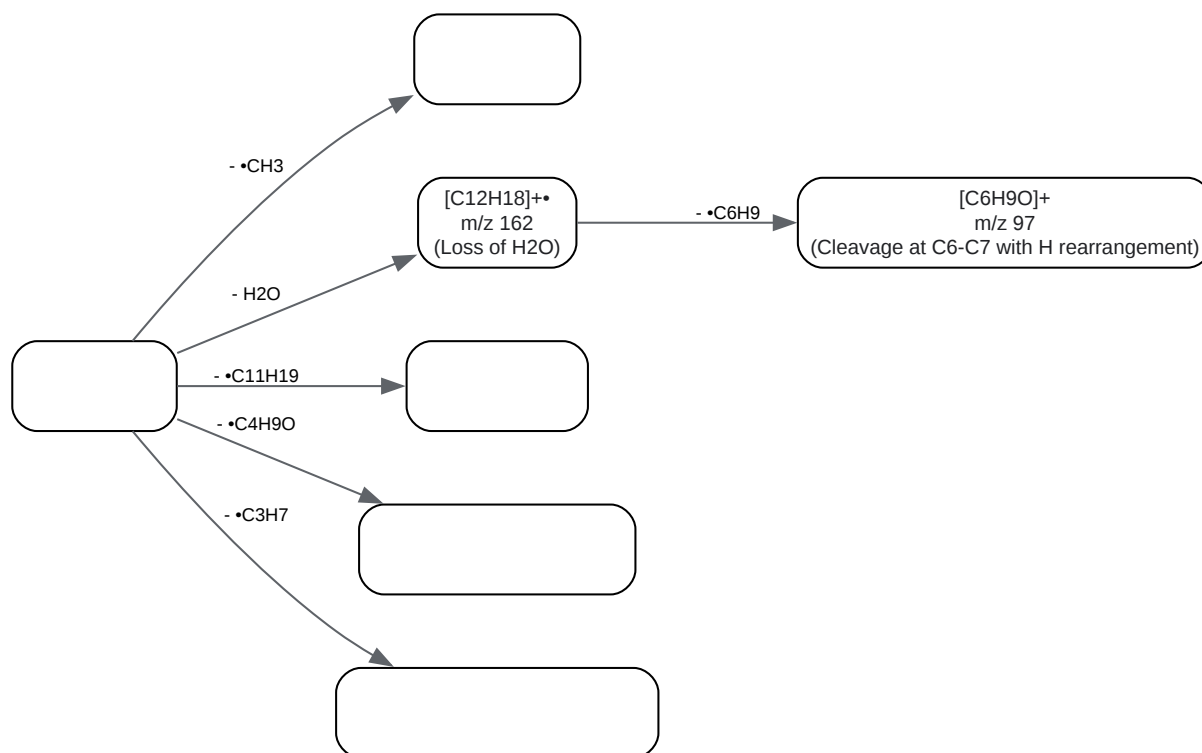 - •CH3
[C12H18]+•
m/z 162
(Loss of H2O)
- •C6H9
[C6H9O]+
m/z 97
(Cleavage at C6-C7 with H rearrangement)
- H2O
- •C11H19
- •C4H9O
- •C3H7